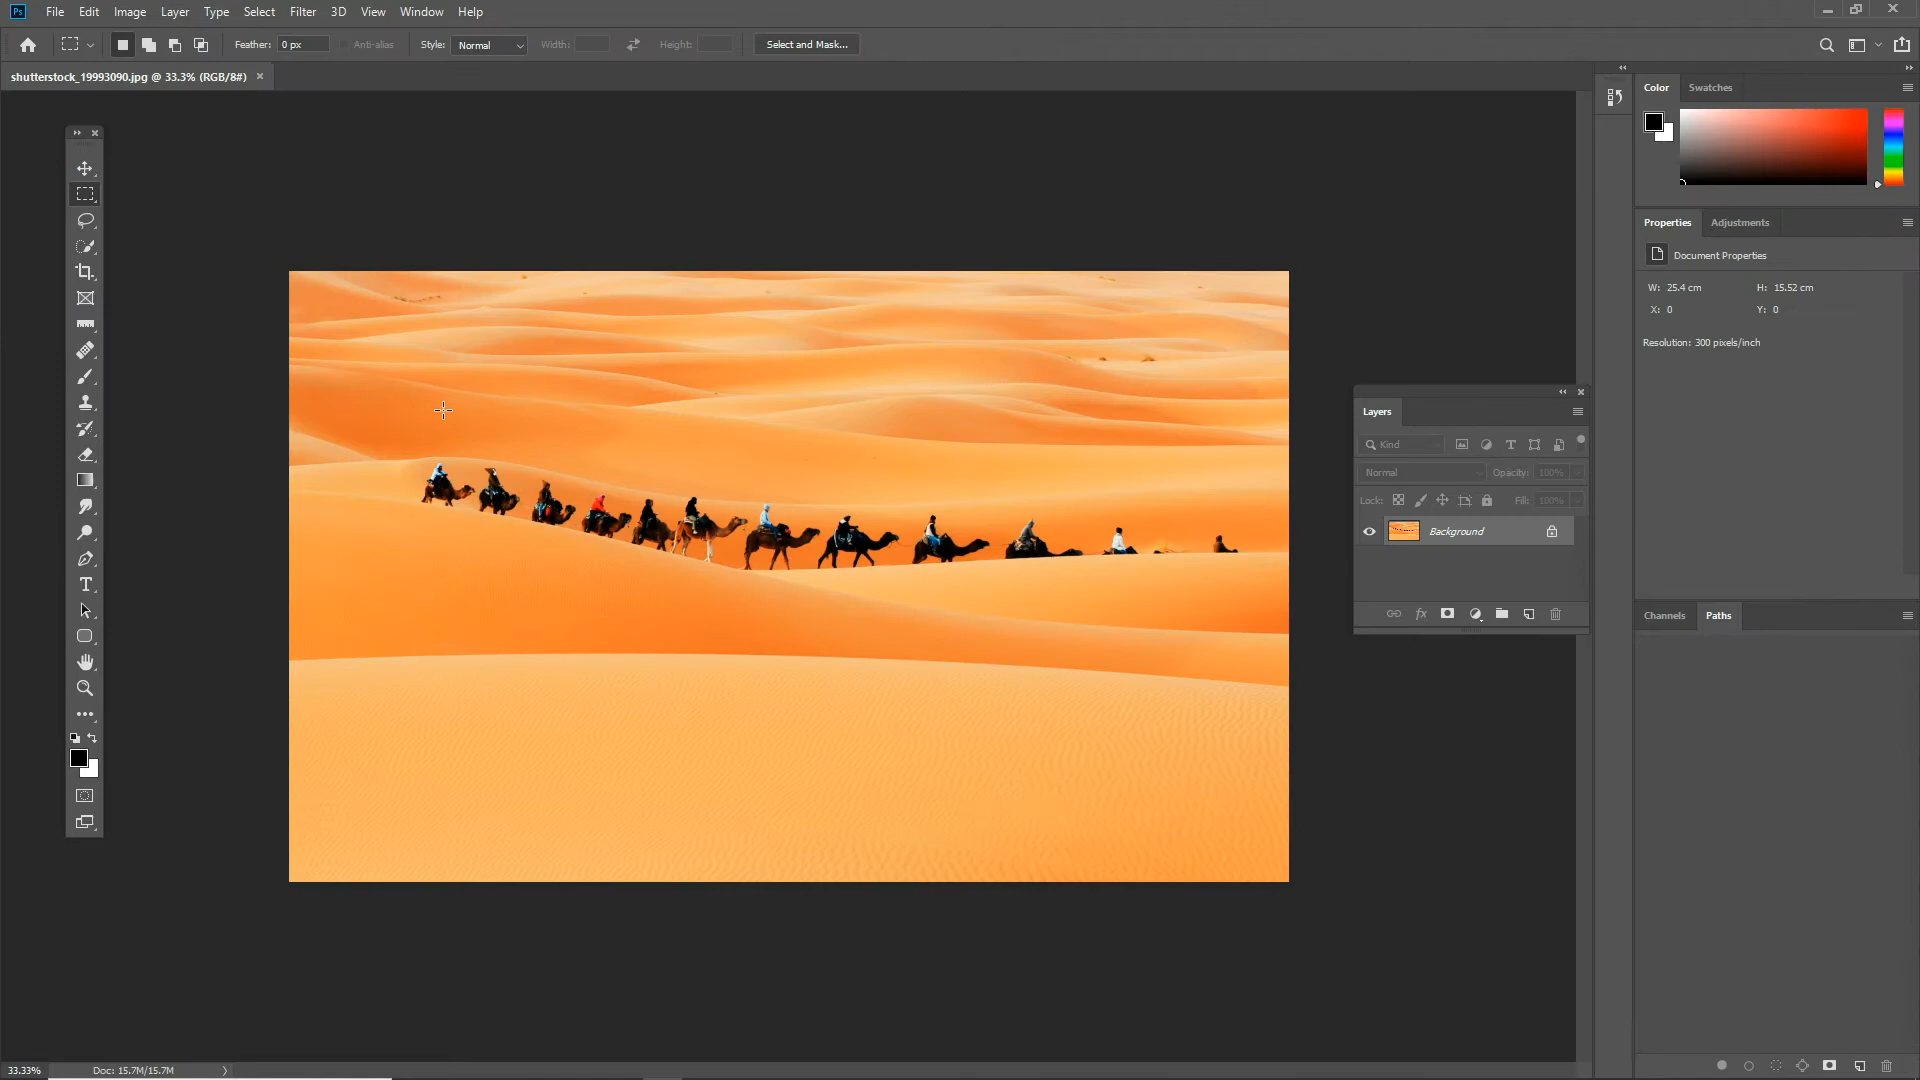 Ps File Edit Image Layer Type Select Filter 3D View Window Help
Feather: 0 px Anti-alias Style: Normal Width: Height: Select and Mask...
shutterstock_19993090.jpg @ 33.3% (RGB/8#)
Color Swatches
Properties Adjustments
Document Properties
W: 25.4 cm H: 15.52 cm
X: 0 Y: 0
Resolution: 300 pixels/inch
Layers
Kind
Normal Opacity: 100%
Lock: Fill: 100%
Background
fx
Channels Paths
33.33% Doc: 15.7M/15.7M